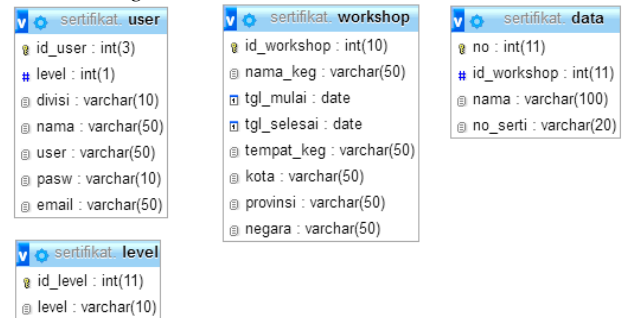 sertifikat user
id_user : int(3)
level : int(1)
divisi : varchar(10)
nama : varchar(50)
user : varchar(50)
pasw : varchar(10)
email : varchar(50)
sertifikat workshop
id_workshop : int(10)
nama_keg : varchar(50)
tgl_mulai : date
tgl_selesai : date
tempat_keg : varchar(50)
kota : varchar(50)
provinsi : varchar(50)
negara : varchar(50)
sertifikat data
no : int(11)
id_workshop : int(11)
nama : varchar(100)
no_serti : varchar(20)
sertifikat level
id_level : int(11)
level : varchar(10)